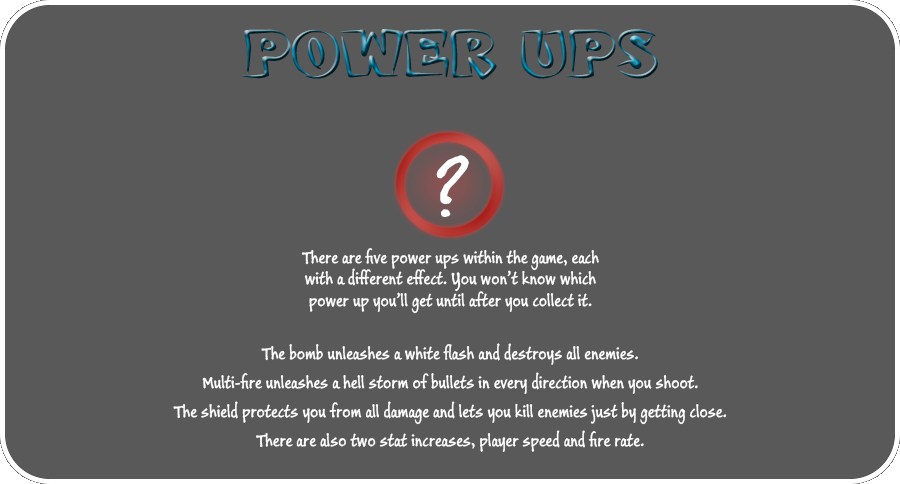 POWER UPS
?
There are five power ups within the game, each
with a different effect. You won't know which
power up you'll get until after you collect it.
The bomb unleashes a white flash and destroys all enemies.
Multi-fire unleashes a hell storm of bullets in every direction when you shoot.
The shield protects you from all damage and lets you kill enemies just by getting close.
There are also two stat increases, player speed and fire rate.